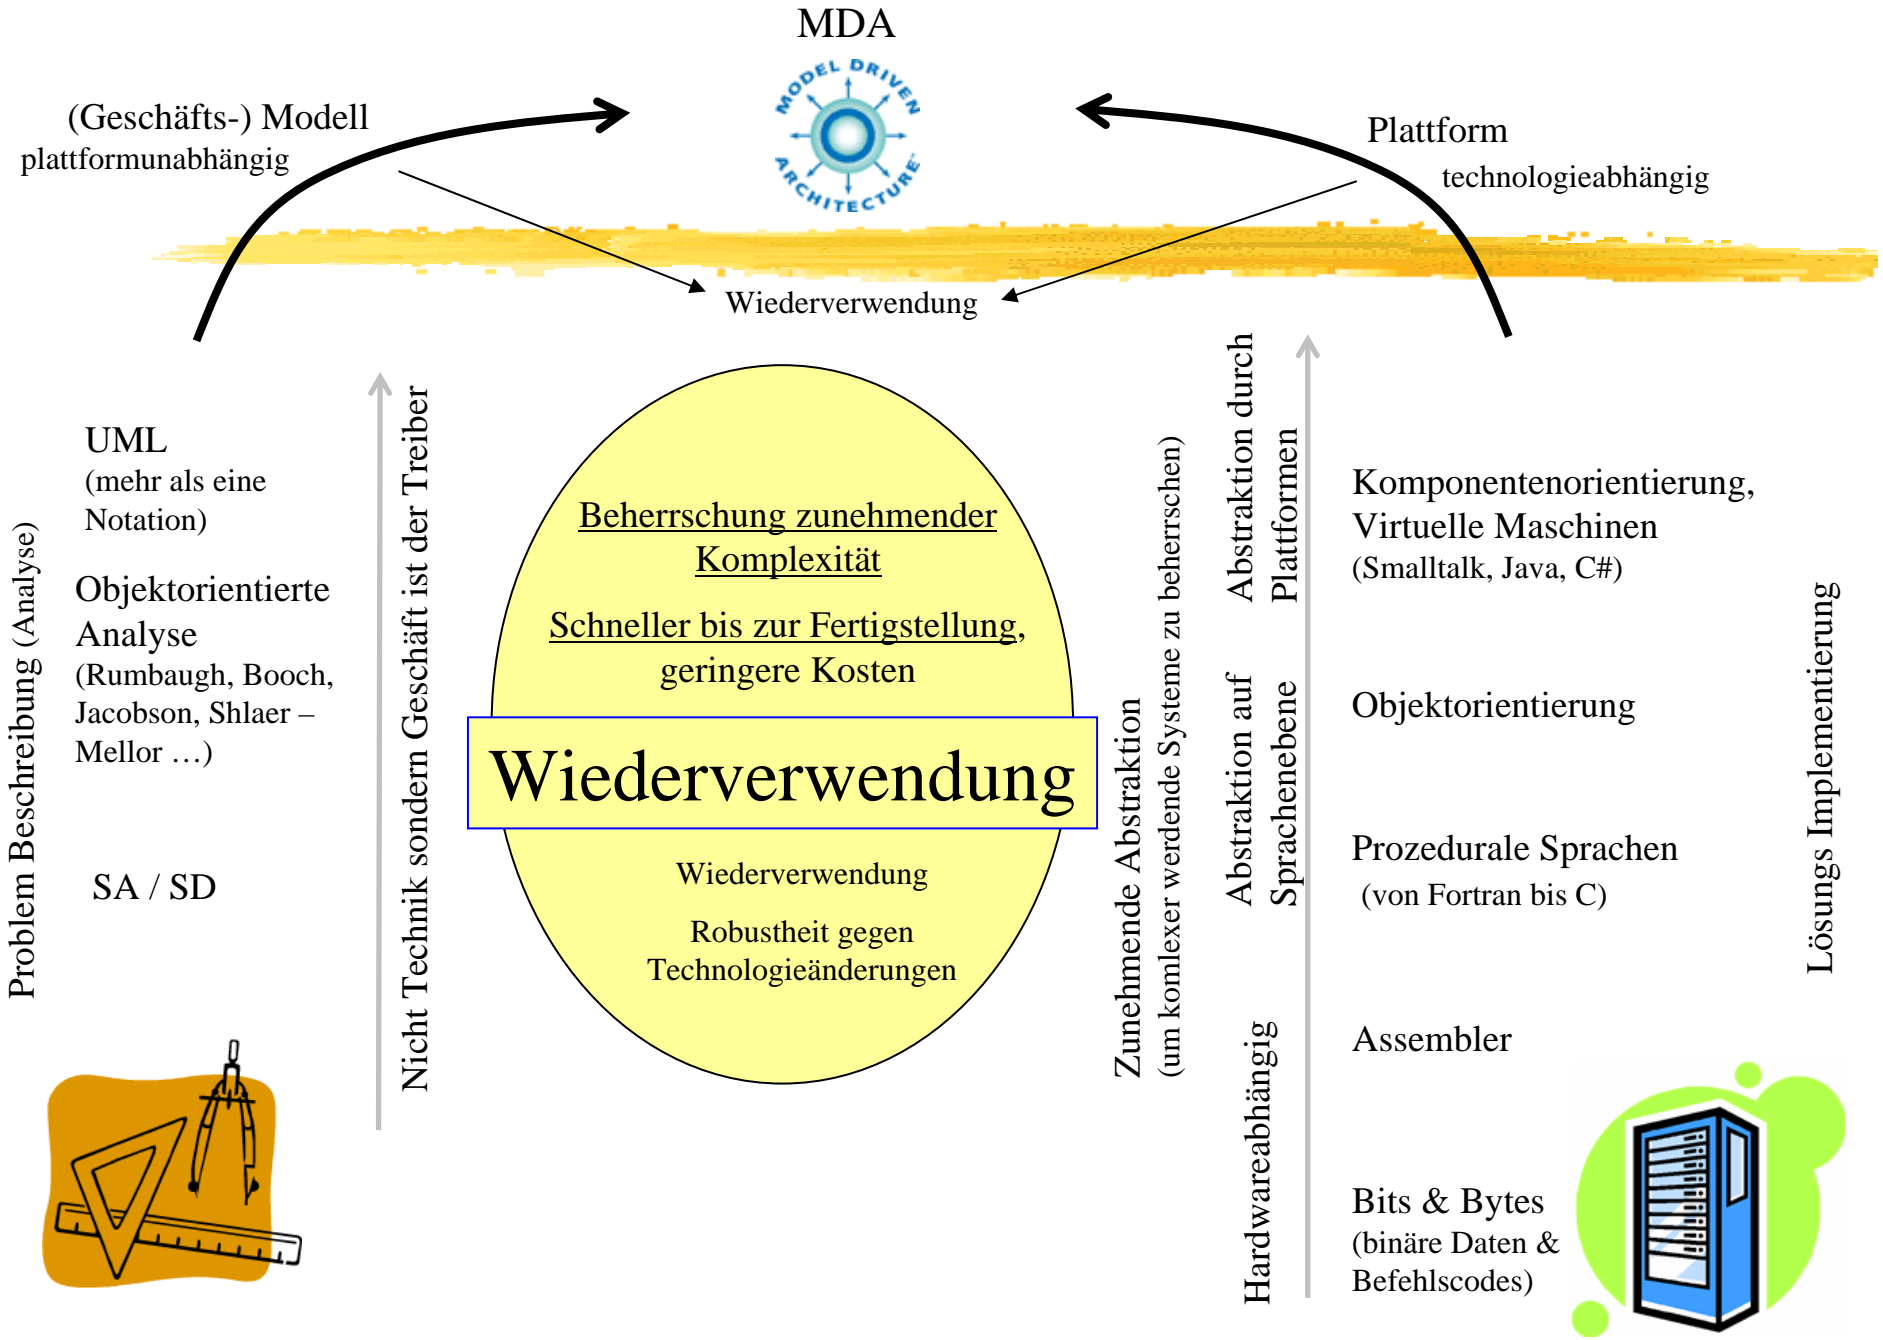 MDA
MODEL DRIVEN
ARCHITECTURE™
(Geschäfts-) Modell
plattformunabhängig
Plattform
technologieabhängig
Wiederverwendung
Problem Beschreibung (Analyse)
UML
(mehr als eine
Notation)
Objektorientierte
Analyse
(Rumbaugh, Booch,
Jacobson, Shlaer –
Mellor …)
SA / SD
Nicht Technik sondern Geschäft ist der Treiber
Beherrschung zunehmender
Komplexität
Schneller bis zur Fertigstellung,
geringere Kosten
Wiederverwendung
Wiederverwendung
Robustheit gegen
Technologieänderungen
Zunehmende Abstraktion
(um komlexer werdende Systeme zu beherrschen)
Abstraktion durch
Plattformen
Abstraktion auf
Sprachenebene
Hardwareabhängig
Komponentenorientierung,
Virtuelle Maschinen
(Smalltalk, Java, C#)
Objektorientierung
Prozedurale Sprachen
(von Fortran bis C)
Assembler
Bits & Bytes
(binäre Daten &
Befehlscodes)
Lösungs Implementierung